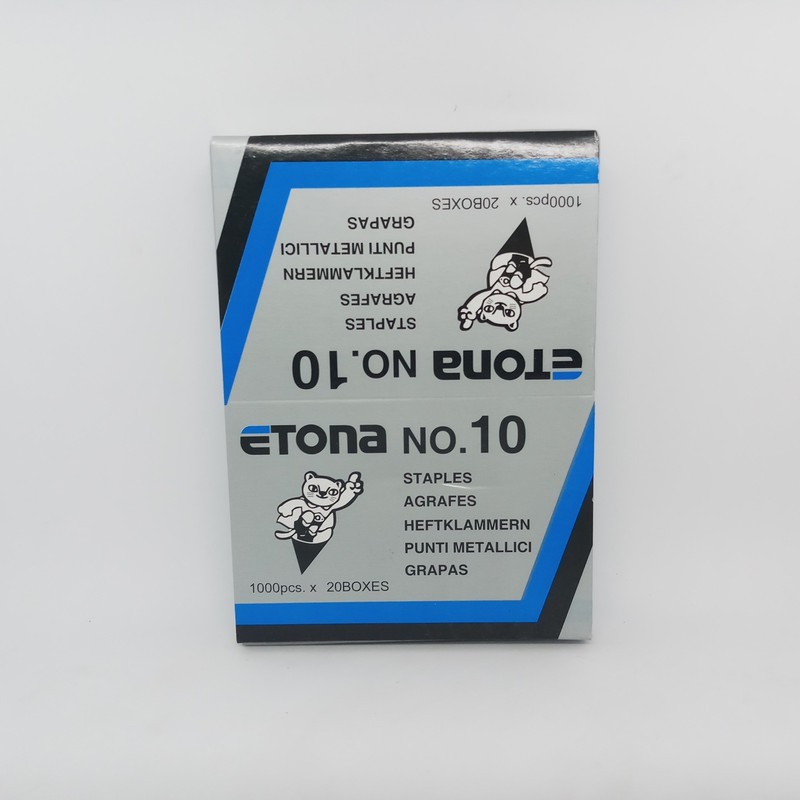 1000pcs. x 20BOXES
GRAPAS
PUNTI METALLICI
HEFTKLAMMERN
AGRAFES
STAPLES
ETONA NO.10
ETONA NO.10
STAPLES
AGRAFES
HEFTKLAMMERN
PUNTI METALLICI
GRAPAS
1000pcs. x 20BOXES